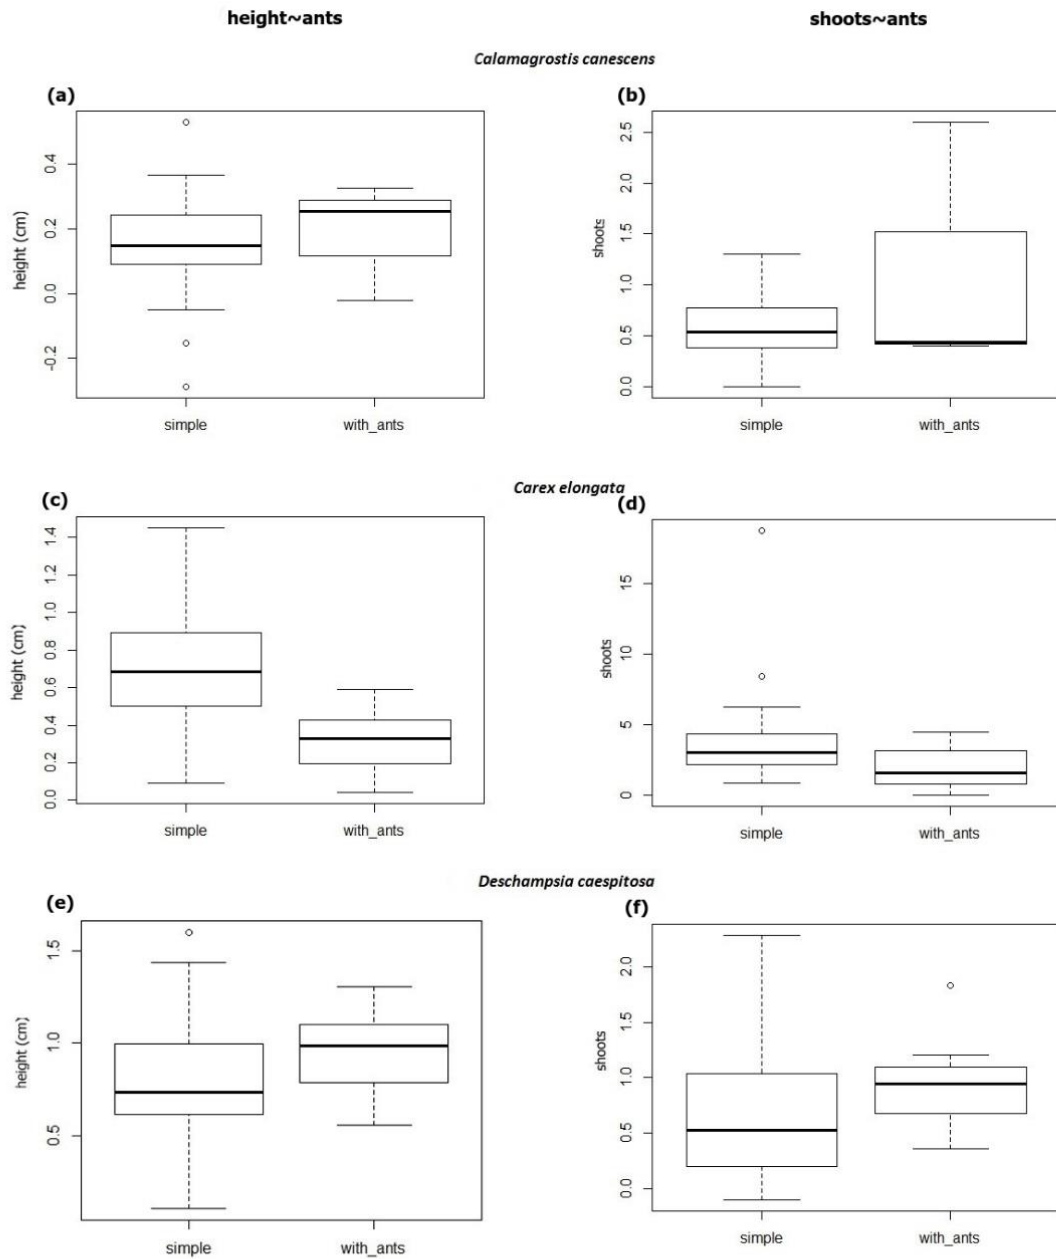 height~ants
shoots~ants
Calamagrostis canescens
(a)
height (cm)
0.4
0.2
0.0
-0.2
simple
with_ants
(b)
shoots
2.5
2.0
1.5
1.0
0.5
0.0
simple
with_ants
Carex elongata
(c)
height (cm)
1.4
1.2
1.0
0.8
0.6
0.4
0.2
0.0
simple
with_ants
(d)
shoots
15
10
5
0
simple
with_ants
Deschampsia caespitosa
(e)
height (cm)
1.5
1.0
0.5
simple
with_ants
(f)
shoots
2.0
1.5
1.0
0.5
0.0
simple
with_ants